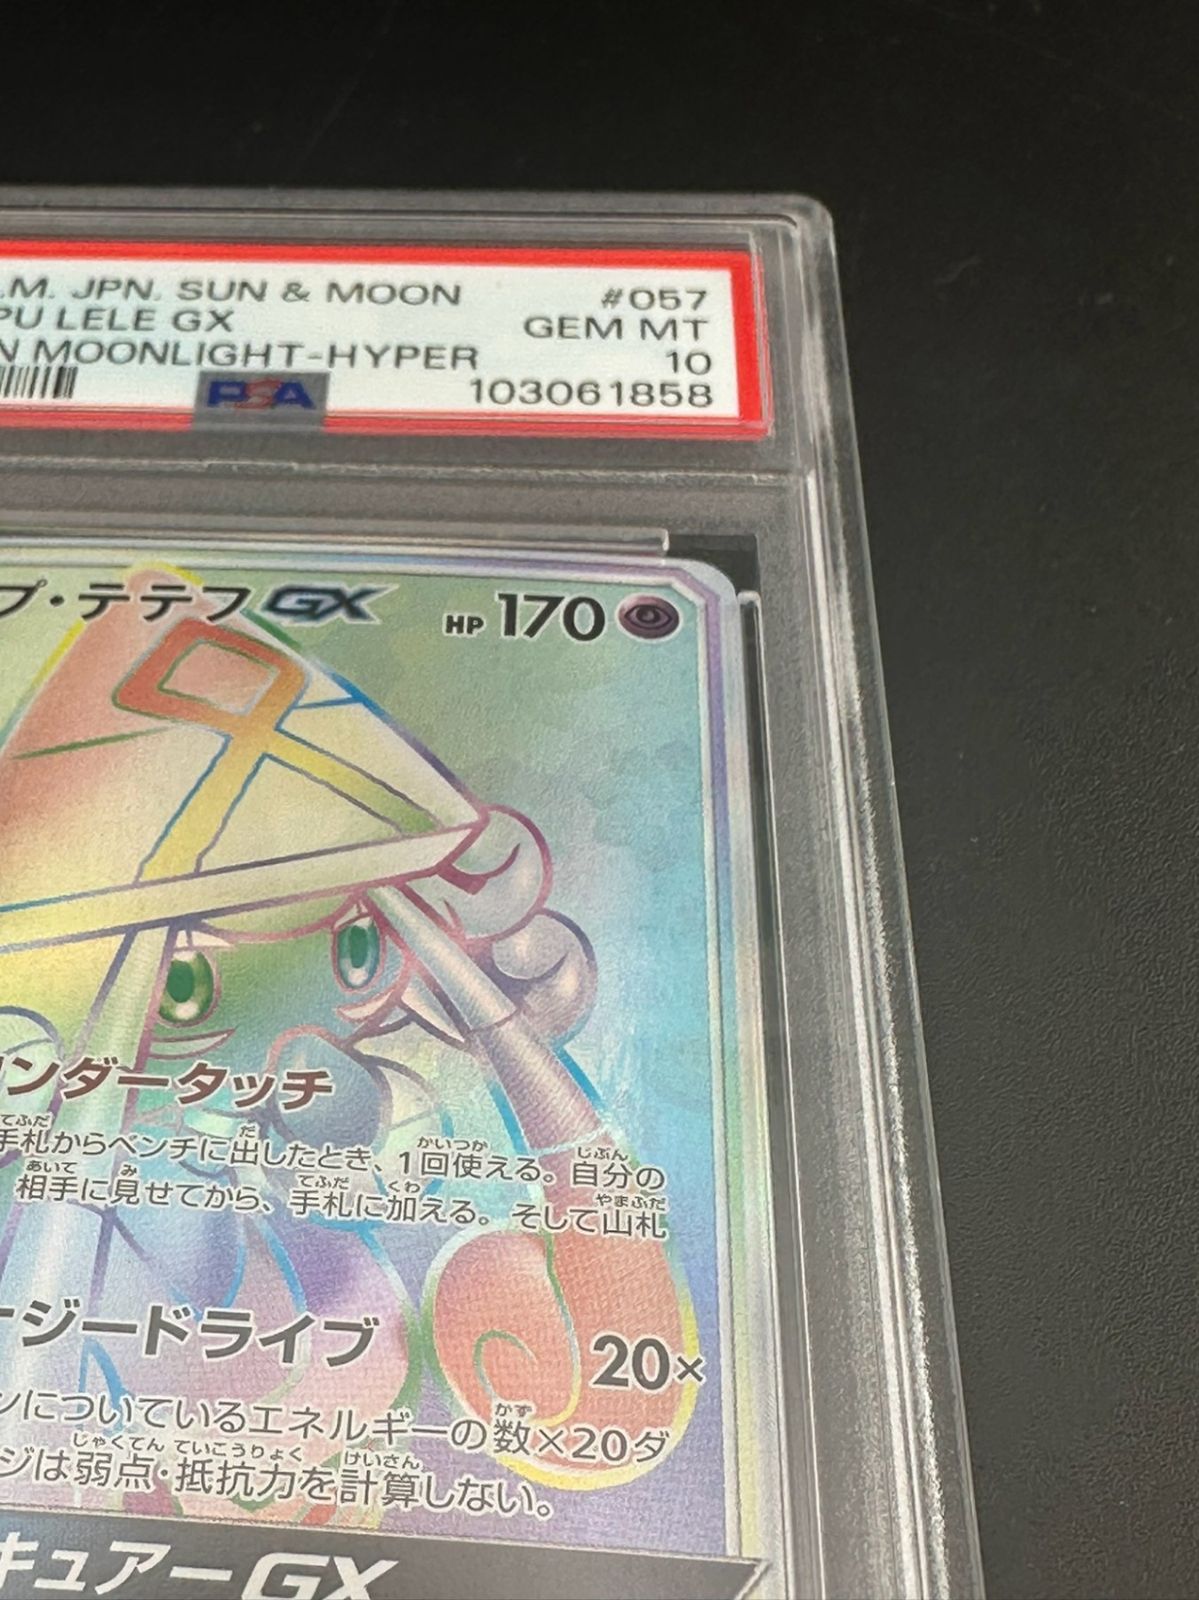 .M. JPN. SUN & MOON #057
PU LELE GX GEM MT
N MOONLIGHT-HYPER 10
PSA 103061858
プ・テテフGX HP 170
ンダータッチ
手札からベンチに出したとき、1回使える。自分の
相手に見せてから、手札に加える。そして山札
ージードライブ 20×
ンについているエネルギーの数×20ダ
ジは弱点・抵抗力を計算しない。
キュアーGX